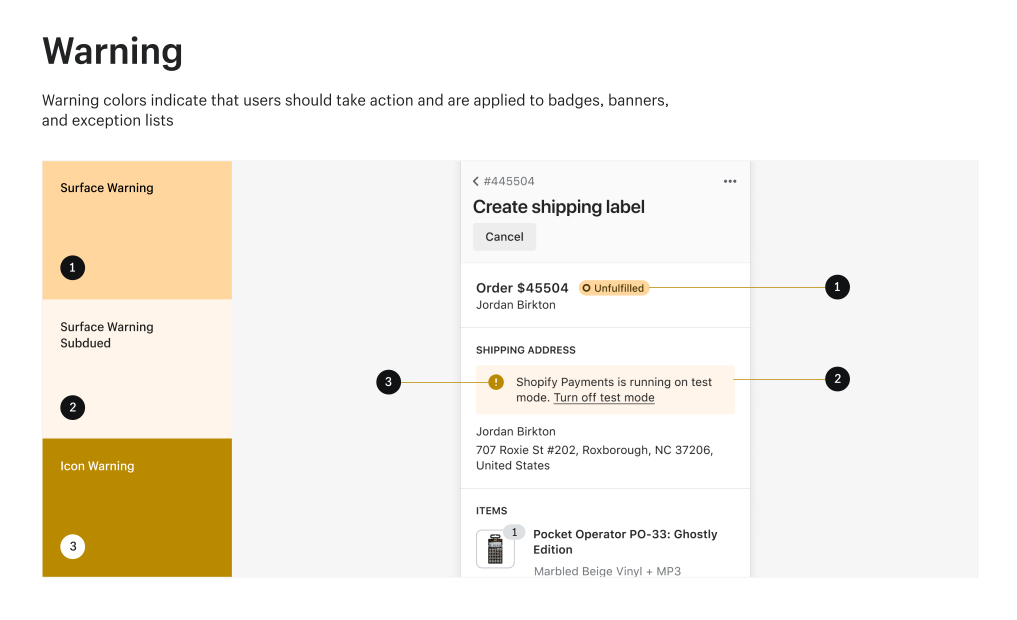 Warning
Warning colors indicate that users should take action and are applied to badges, banners,
and exception lists
Surface Warning
1
Surface Warning
Subdued
2
Icon Warning
3
#445504
Create shipping label
Cancel
Order $45504
Unfulfilled
1
Jordan Birkton
SHIPPING ADDRESS
3
!
Shopify Payments is running on test
mode. Turn off test mode
2
Jordan Birkton
707 Roxie St #202, Roxborough, NC 37206,
United States
ITEMS
1
Pocket Operator PO-33: Ghostly
Edition
Marbled Beige Vinyl + MP3